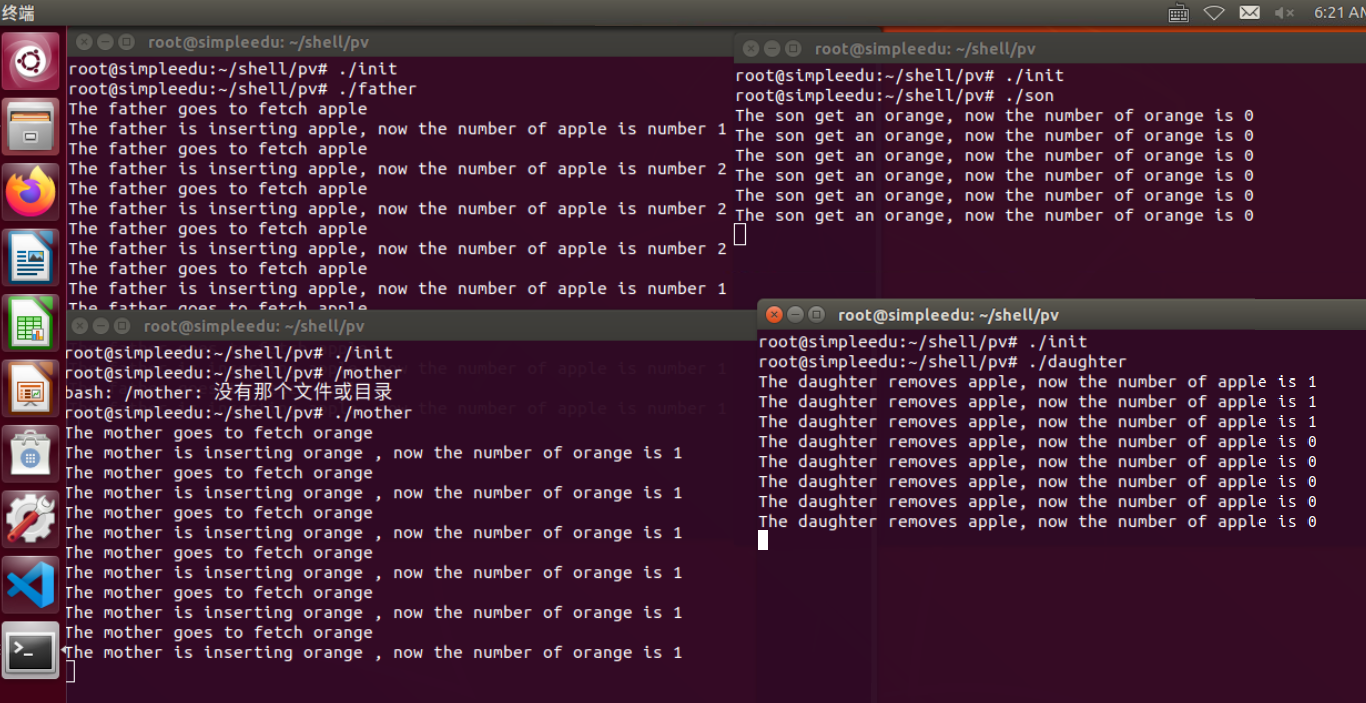 终端
6:21 AM
root@simpleedu: ~/shell/pv
root@simpleedu:~/shell/pv# ./init
root@simpleedu:~/shell/pv# ./father
The father goes to fetch apple
The father is inserting apple, now the number of apple is number 1
The father goes to fetch apple
The father is inserting apple, now the number of apple is number 2
The father goes to fetch apple
The father is inserting apple, now the number of apple is number 2
The father goes to fetch apple
The father is inserting apple, now the number of apple is number 2
The father goes to fetch apple
The father is inserting apple, now the number of apple is number 1
The father goes to fetch apple
root@simpleedu: ~/shell/pv
root@simpleedu:~/shell/pv# ./init
root@simpleedu:~/shell/pv# ./son
The son get an orange, now the number of orange is 0
The son get an orange, now the number of orange is 0
The son get an orange, now the number of orange is 0
The son get an orange, now the number of orange is 0
The son get an orange, now the number of orange is 0
The son get an orange, now the number of orange is 0
root@simpleedu: ~/shell/pv
root@simpleedu:~/shell/pv# ./init
root@simpleedu:~/shell/pv# /mother
bash: /mother: 没有那个文件或目录
root@simpleedu:~/shell/pv# ./mother
The mother goes to fetch orange
The mother is inserting orange , now the number of orange is 1
The mother goes to fetch orange
The mother is inserting orange , now the number of orange is 1
The mother goes to fetch orange
The mother is inserting orange , now the number of orange is 1
The mother goes to fetch orange
The mother is inserting orange , now the number of orange is 1
The mother goes to fetch orange
The mother is inserting orange , now the number of orange is 1
The mother goes to fetch orange
The mother is inserting orange , now the number of orange is 1
root@simpleedu: ~/shell/pv
root@simpleedu:~/shell/pv# ./init
root@simpleedu:~/shell/pv# ./daughter
The daughter removes apple, now the number of apple is 1
The daughter removes apple, now the number of apple is 1
The daughter removes apple, now the number of apple is 1
The daughter removes apple, now the number of apple is 0
The daughter removes apple, now the number of apple is 0
The daughter removes apple, now the number of apple is 0
The daughter removes apple, now the number of apple is 0
The daughter removes apple, now the number of apple is 0